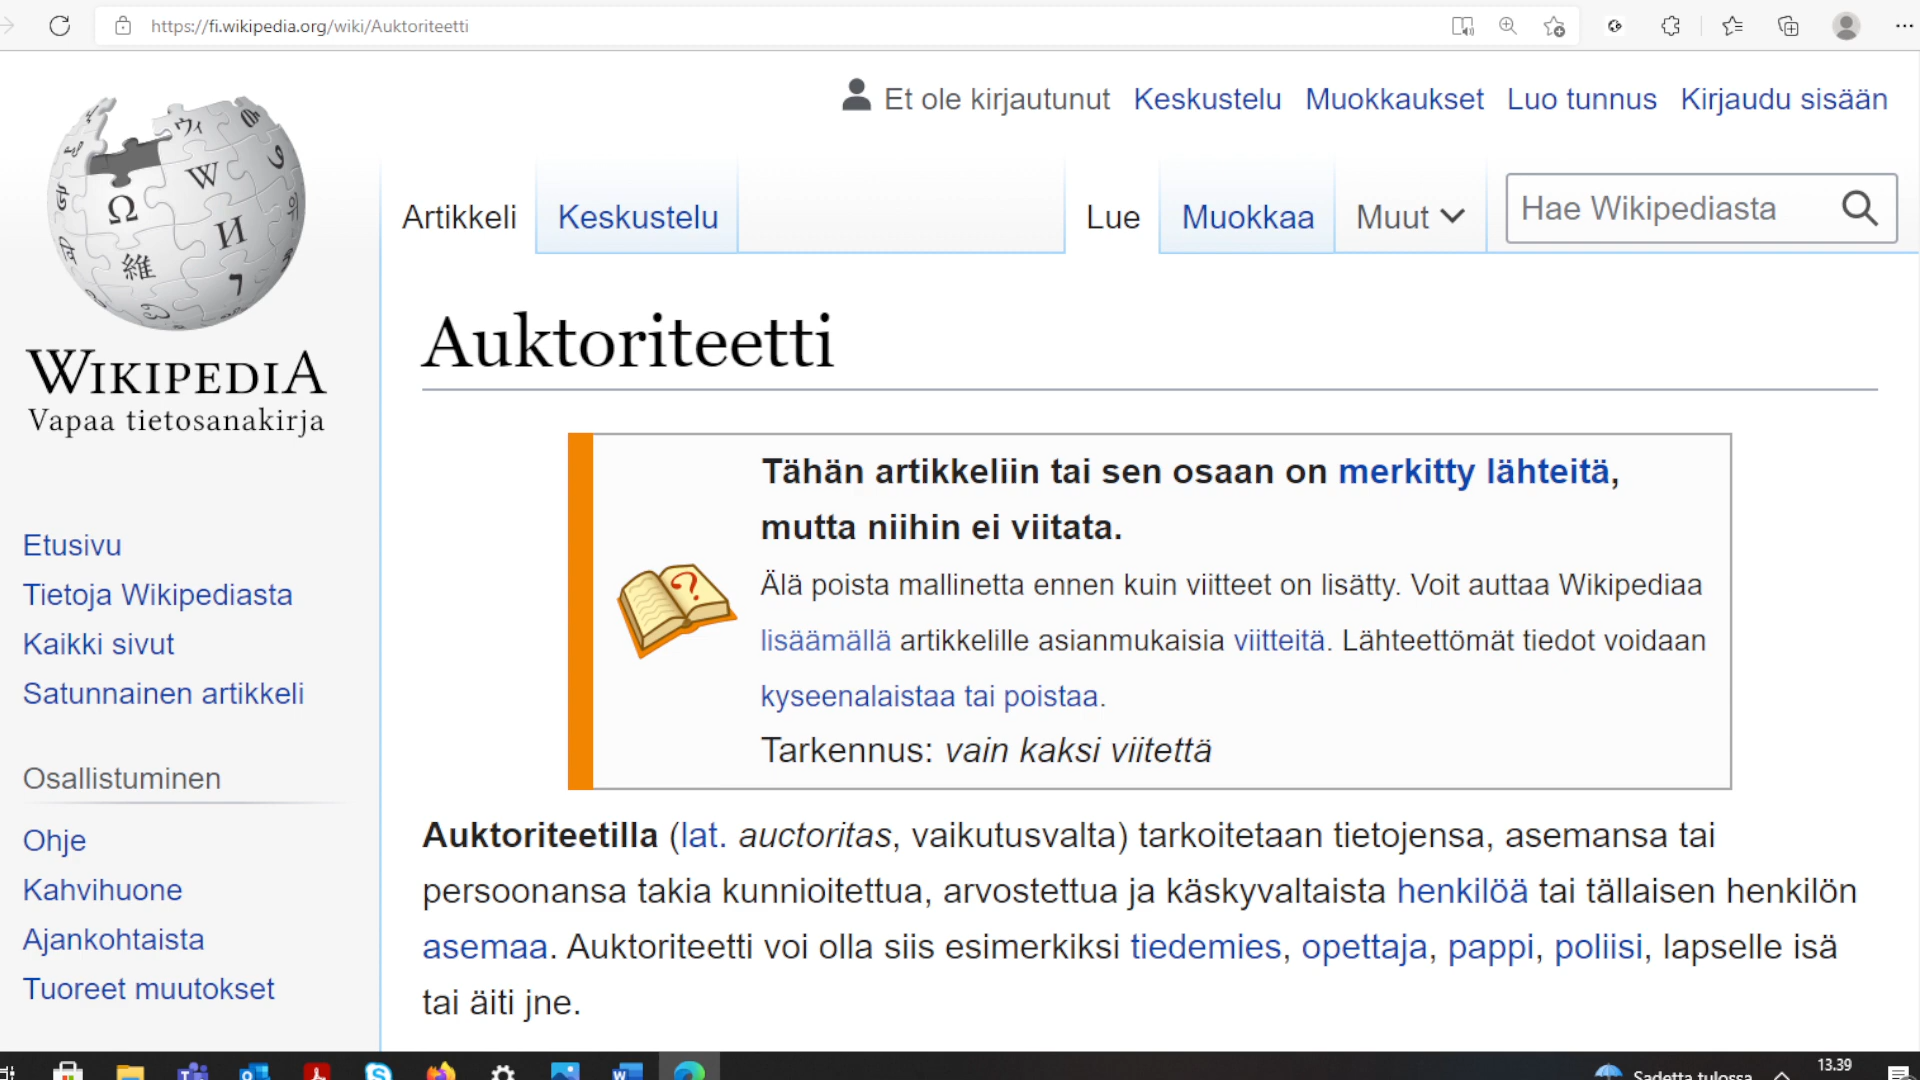 https://fi.wikipedia.org/wiki/Auktoriteetti
Et ole kirjautunut Keskustelu Muokkaukset Luo tunnus Kirjaudu sisään
Artikkeli Keskustelu Lue Muokkaa Muut Hae Wikipediasta
WIKIPEDIA
Vapaa tietosanakirja
Etusivu
Tietoja Wikipediasta
Kaikki sivut
Satunnainen artikkeli
Osallistuminen
Ohje
Kahvihuone
Ajankohtaista
Tuoreet muutokset
Auktoriteetti
Tähän artikkeliin tai sen osaan on merkitty lähteitä,
mutta niihin ei viitata.
Älä poista mallinetta ennen kuin viitteet on lisätty. Voit auttaa Wikipediaa
lisäämällä artikkelille asianmukaisia viitteitä. Lähteettömät tiedot voidaan
kyseenalaistaa tai poistaa.
Tarkennus: vain kaksi viitettä
Auktoriteetilla (lat. auctoritas, vaikutusvalta) tarkoitetaan tietojensa, asemansa tai
persoonansa takia kunnioitettua, arvostettua ja käskyvaltaista henkilöä tai tällaisen henkilön
asemaa. Auktoriteetti voi olla siis esimerkiksi tiedemies, opettaja, pappi, poliisi, lapselle isä
tai äiti jne.
Sadetta tulossa
13.39